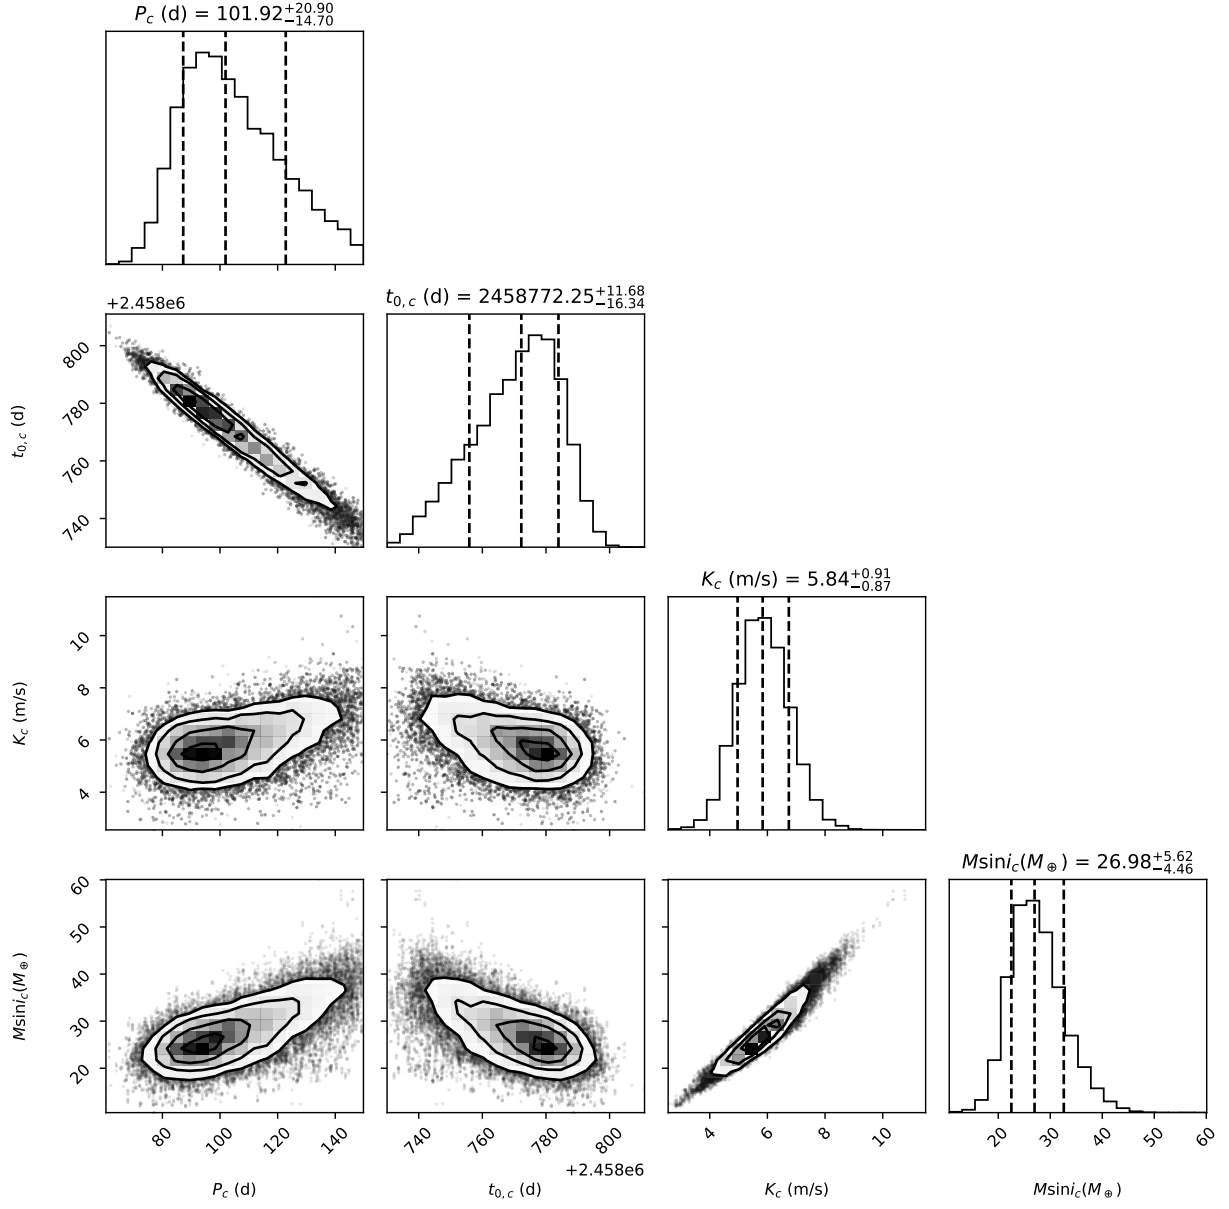 P_c (d) = 101.92^{+20.90}_{-14.70}
+2.458e6
t_{0,c} (d) = 2458772.25^{+11.68}_{-16.34}
t_{0,c} (d)
800
780
760
740
K_c (m/s) = 5.84^{+0.91}_{-0.87}
K_c (m/s)
10
8
6
4
Msini_c(M_⊕) = 26.98^{+5.62}_{-4.46}
Msini_c(M_⊕)
60
50
40
30
20
80 100 120 140
740 760 780 800
4 6 8 10
20 30 40 50 60
+2.458e6
P_c (d)
t_{0,c} (d)
K_c (m/s)
Msini_c(M_⊕)